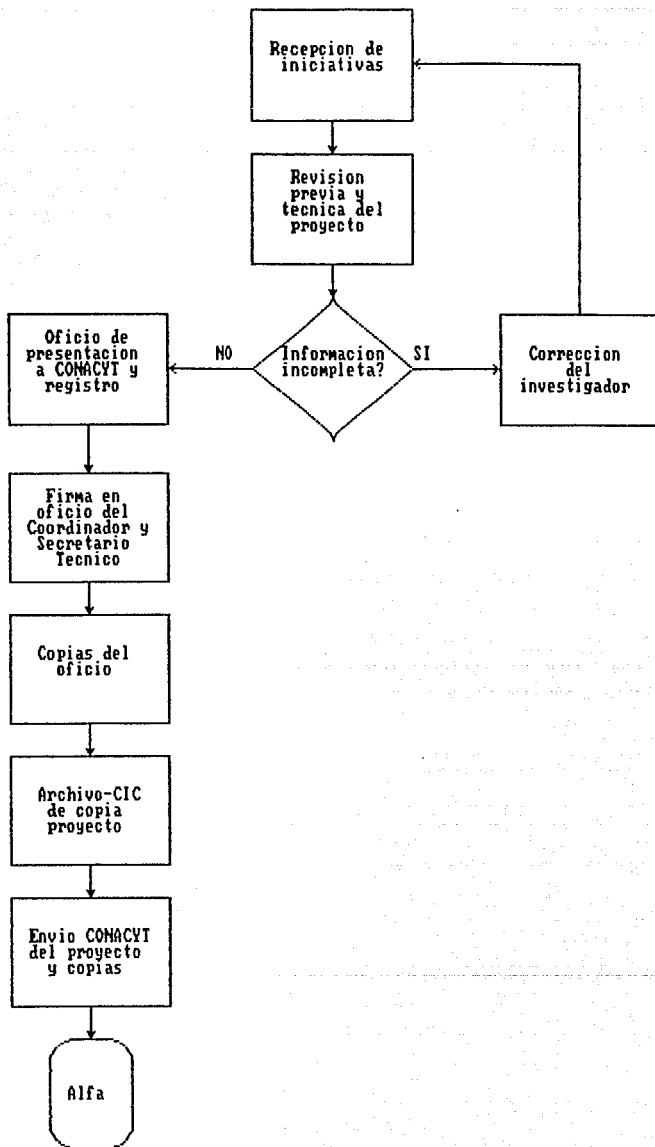 Recepcion de
iniciativas
Revision
previa y
tecnica del
proyecto
Informacion
incompleta?
NO
SI
Correccion
del
investigador
Oficio de
presentacion
a CONACYT y
registro
Firma en
oficio del
Coordinador y
Secretario
Tecnico
Copias del
oficio
Archivo-CIC
de copia
proyecto
Envio CONACYT
del proyecto
y copias
Alfa